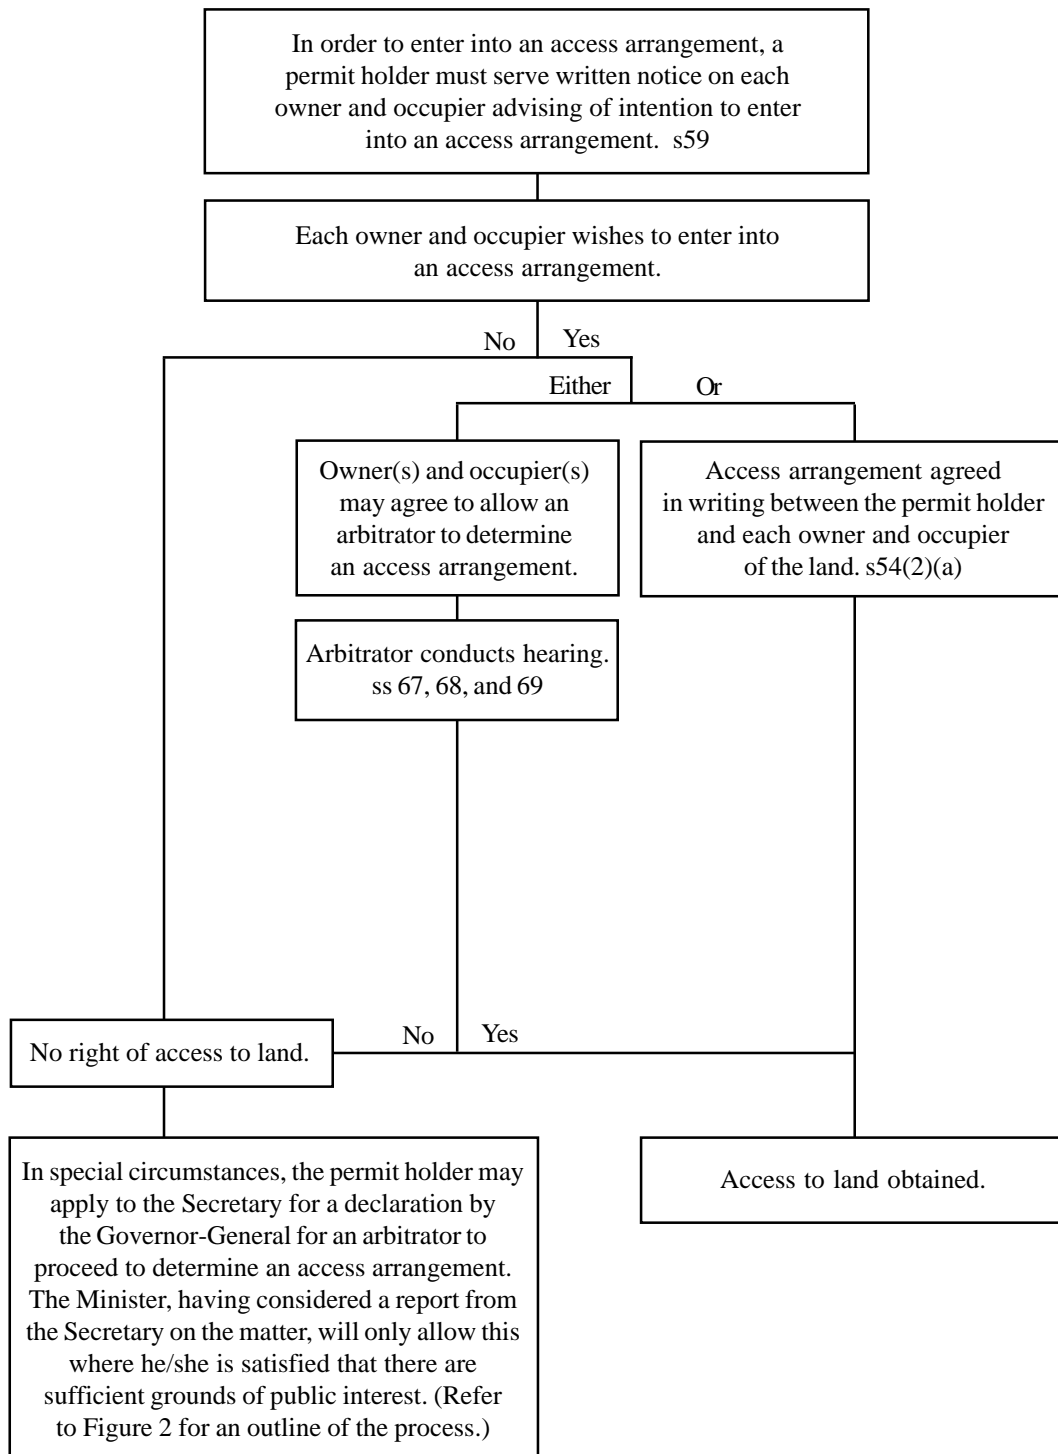 In order to enter into an access arrangement, a
permit holder must serve written notice on each
owner and occupier advising of intention to enter
into an access arrangement. s59
Each owner and occupier wishes to enter into
an access arrangement.
No
Yes
Either
Or
Owner(s) and occupier(s)
may agree to allow an
arbitrator to determine
an access arrangement.
Access arrangement agreed
in writing between the permit holder
and each owner and occupier
of the land. s54(2)(a)
Arbitrator conducts hearing.
ss 67, 68, and 69
No
Yes
No right of access to land.
In special circumstances, the permit holder may
apply to the Secretary for a declaration by
the Governor-General for an arbitrator to
proceed to determine an access arrangement.
The Minister, having considered a report from
the Secretary on the matter, will only allow this
where he/she is satisfied that there are
sufficient grounds of public interest. (Refer
to Figure 2 for an outline of the process.)
Access to land obtained.